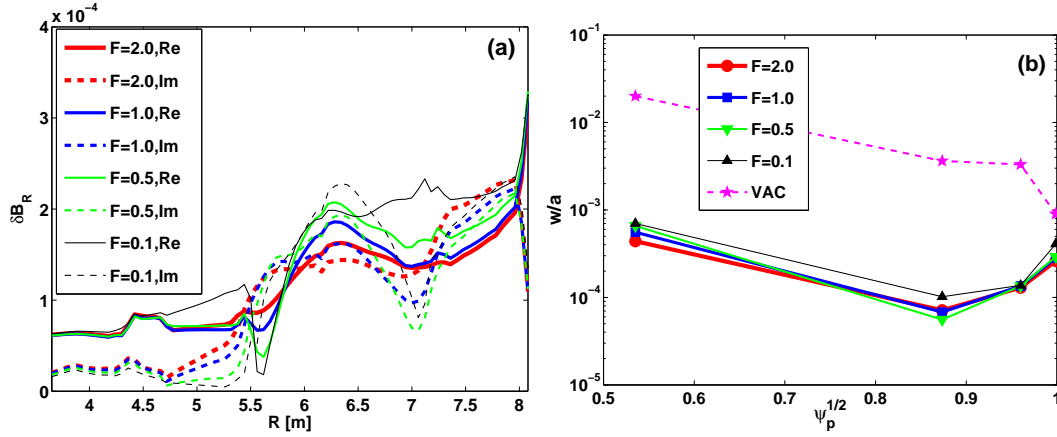 x 10⁻⁴
(a)
F=2.0,Re
F=2.0,Im
F=1.0,Re
F=1.0,Im
F=0.5,Re
F=0.5,Im
F=0.1,Re
F=0.1,Im
δB_R
4
3
2
1
0
4 4.5 5 5.5 6 6.5 7 7.5 8
R [m]
w/a
(b)
F=2.0
F=1.0
F=0.5
F=0.1
VAC
w/a
10⁰
10⁻¹
10⁻²
10⁻³
10⁻⁴
10⁻⁵
0.5 0.6 0.7 0.8 0.9 1
ψ_p^{1/2}